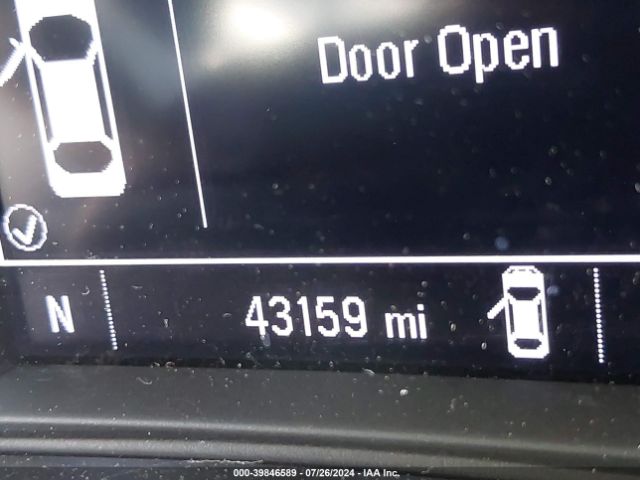 Door Open
N
43159 mi
000-39846589 - 07/26/2024 - IAA Inc.